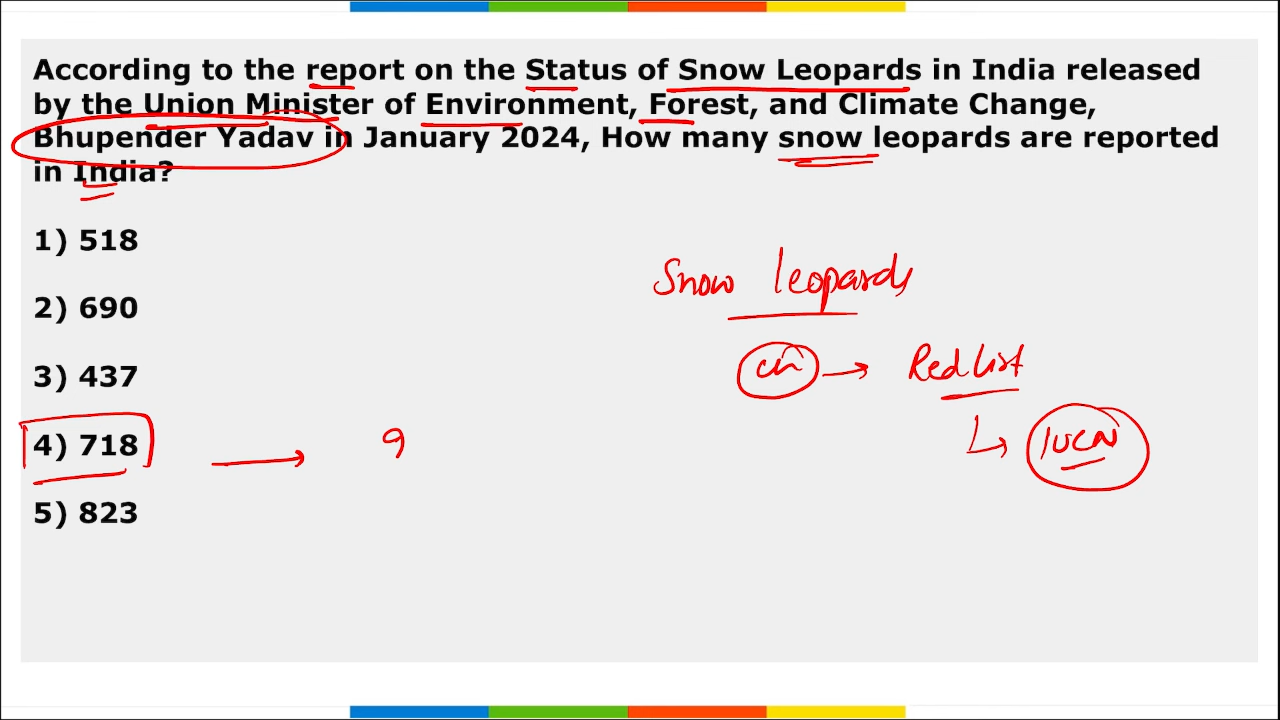 According to the report on the Status of Snow Leopards in India released
by the Union Minister of Environment, Forest, and Climate Change,
Bhupender Yadav in January 2024, How many snow leopards are reported
in India?
1) 518
Snow leopards
2) 690
Red List
3) 437
IUCN
4) 718
9
5) 823